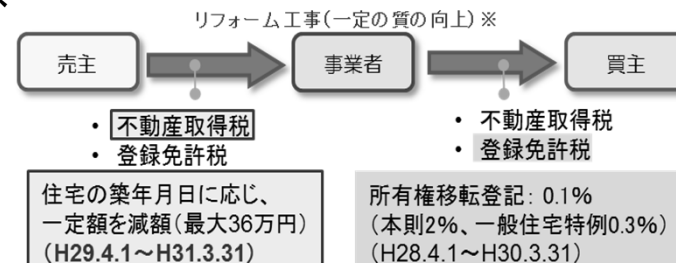 リフォーム工事(一定の質の向上)※
売主
事業者
買主
・ 不動産取得税
・ 登録免許税
・ 不動産取得税
・ 登録免許税
住宅の築年月日に応じ、
一定額を減額(最大36万円)
(H29.4.1～H31.3.31)
所有権移転登記: 0.1%
(本則2%、一般住宅特例0.3%)
(H28.4.1～H30.3.31)